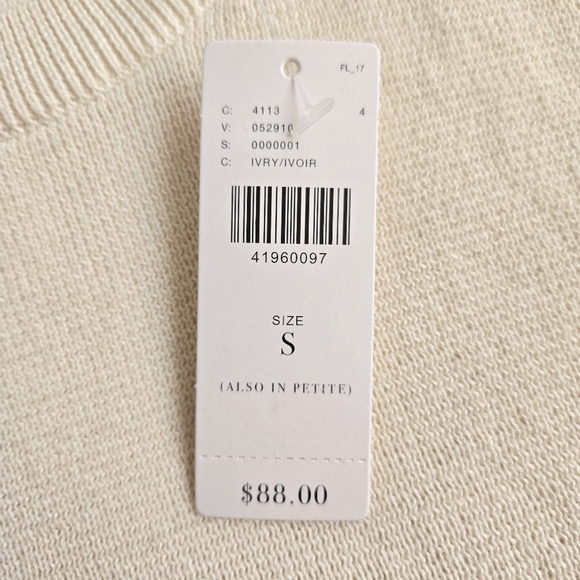 FL_17
C: 4113 4
V: 052910
S: 0000001
C: IVRY/IVOIR
41960097
SIZE
S
(ALSO IN PETITE)
$88.00